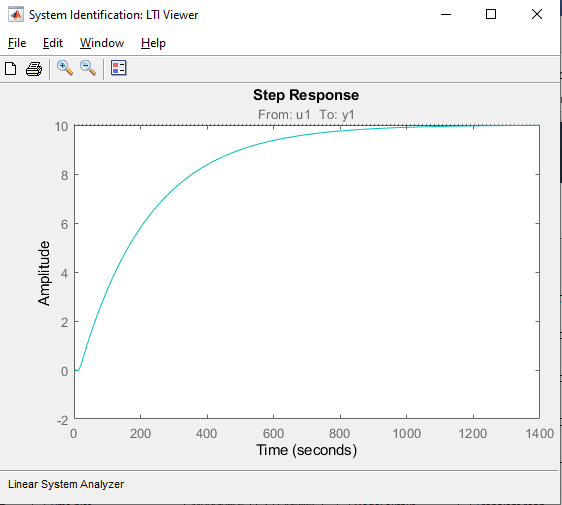 System Identification: LTI Viewer
File Edit Window Help
Step Response
From: u1 To: y1
10
8
6
4
2
0
-2
Amplitude
0 200 400 600 800 1000 1200 1400
Time (seconds)
Linear System Analyzer